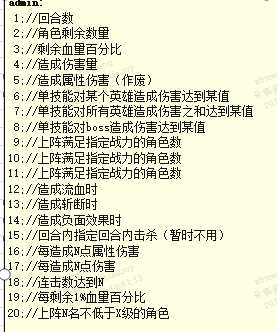 admin:
1;//回合数
2;//角色剩余数量
3;//剩余血量百分比
4;//造成伤害量
5;//造成属性伤害（作废）
6;//单技能对某个英雄造成伤害达到某值
7;//单技能对所有英雄造成伤害之和达到某值
8;//单技能对boss造成伤害达到某值
9;//上阵满足指定战力的角色数
10;//上阵满足指定战力的角色数
11;//上阵满足指定战力的角色数
12;//造成流血时
13;//造成斩断时
14;//造成负面效果时
15;//回合内指定回合内击杀（暂时不用）
16;//每造成N点属性伤害
17;//每造成N点伤害
18;//连击数达到N
19;//每剩余1%血量百分比
20;//上阵N名不低于X级的角色